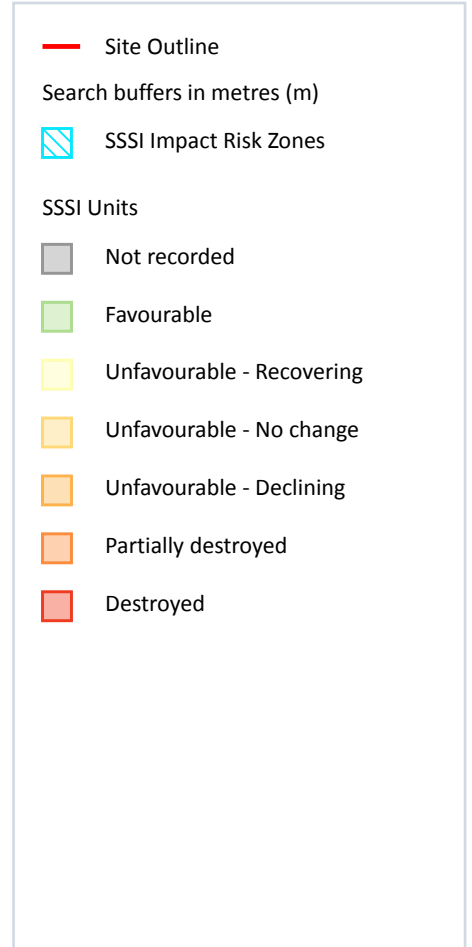 Site Outline
Search buffers in metres (m)
SSSI Impact Risk Zones
SSSI Units
Not recorded
Favourable
Unfavourable - Recovering
Unfavourable - No change
Unfavourable - Declining
Partially destroyed
Destroyed